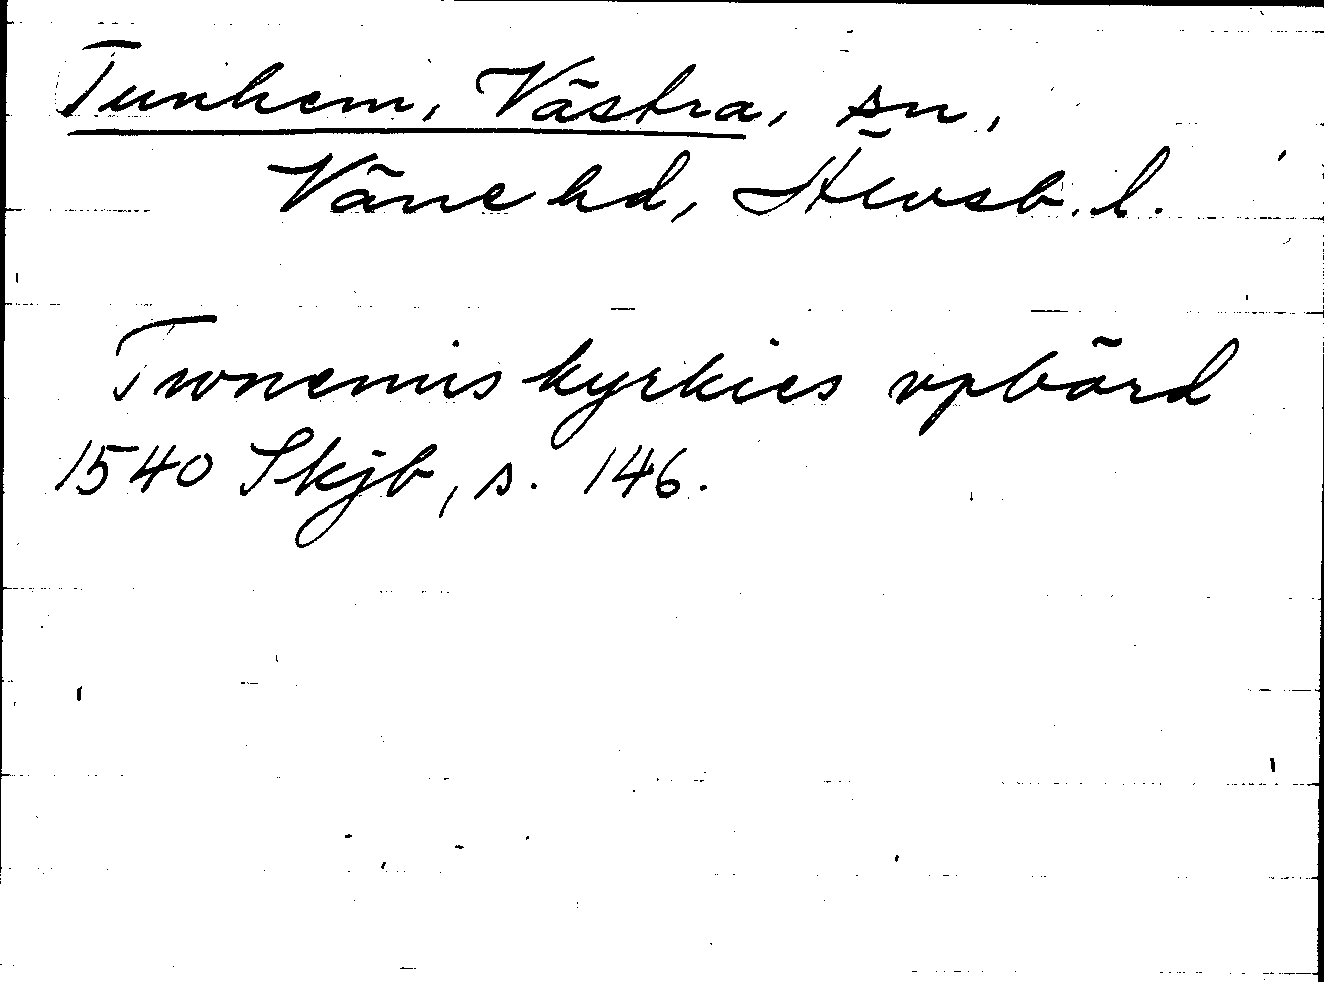 Tunhem, Västra, sn,
Väne hd, Älvsb. l.
Twnemis kyrkies vpbörd
1540 Skjb, s. 146.